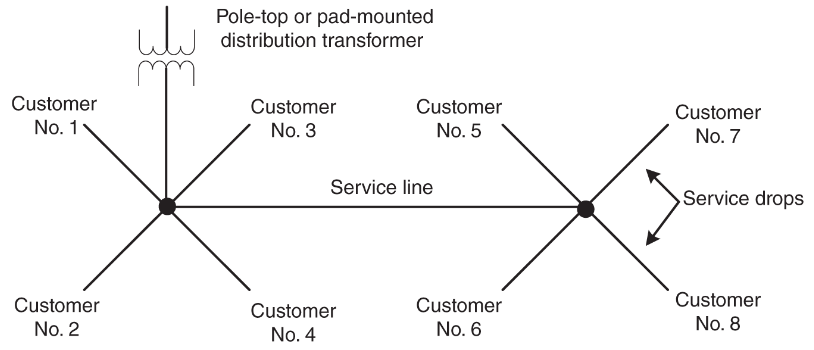 Pole-top or pad-mounted
distribution transformer
Customer
No. 1
Customer
No. 3
Customer
No. 5
Customer
No. 7
Service line
Service drops
Customer
No. 2
Customer
No. 4
Customer
No. 6
Customer
No. 8